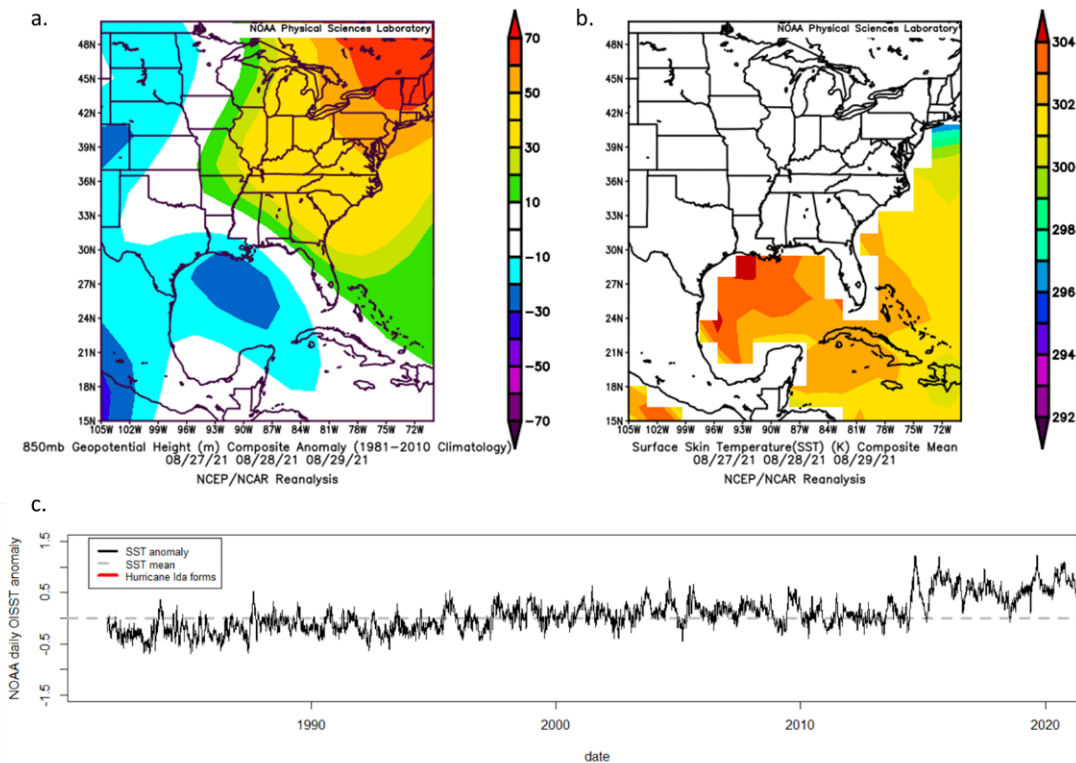 a.
NOAA Physical Sciences Laboratory
48N
45N
42N
39N
36N
33N
30N
27N
24N
21N
18N
15N
105W 102W 99W 96W 93W 90W 87W 84W 81W 78W 75W 72W
70
50
30
10
-10
-30
-50
-70
850mb Geopotential Height (m) Composite Anomaly (1981-2010 Climatology)
08/27/21 08/28/21 08/29/21
NCEP/NCAR Reanalysis
b.
NOAA Physical Sciences Laboratory
48N
45N
42N
39N
36N
33N
30N
27N
24N
21N
18N
15N
105W 102W 99W 96W 93W 90W 87W 84W 81W 78W 75W 72W
304
302
300
298
296
294
292
Surface Skin Temperature(SST) (K) Composite Mean
08/27/21 08/28/21 08/29/21
NCEP/NCAR Reanalysis
c.
NOAA daily OISST anomaly
1.5
0.5
-0.5
-1.5
SST anomaly
SST mean
Hurricane Ida forms
1990 2000 2010 2020
date